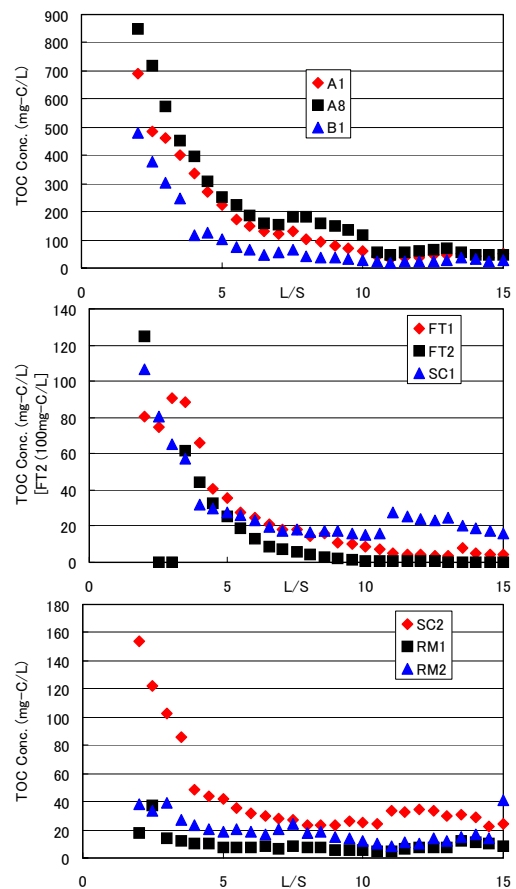 TOC Conc. (mg-C/L)
900
800
700
600
500
400
300
200
100
0
A1
A8
B1
0
5
L/S
10
15
TOC Conc. (mg-C/L)
[FT2 (100mg-C/L]
140
120
100
80
60
40
20
0
FT1
FT2
SC1
0
5
L/S
10
15
TOC Conc. (mg-C/L)
180
160
140
120
100
80
60
40
20
0
SC2
RM1
RM2
0
5
L/S
10
15